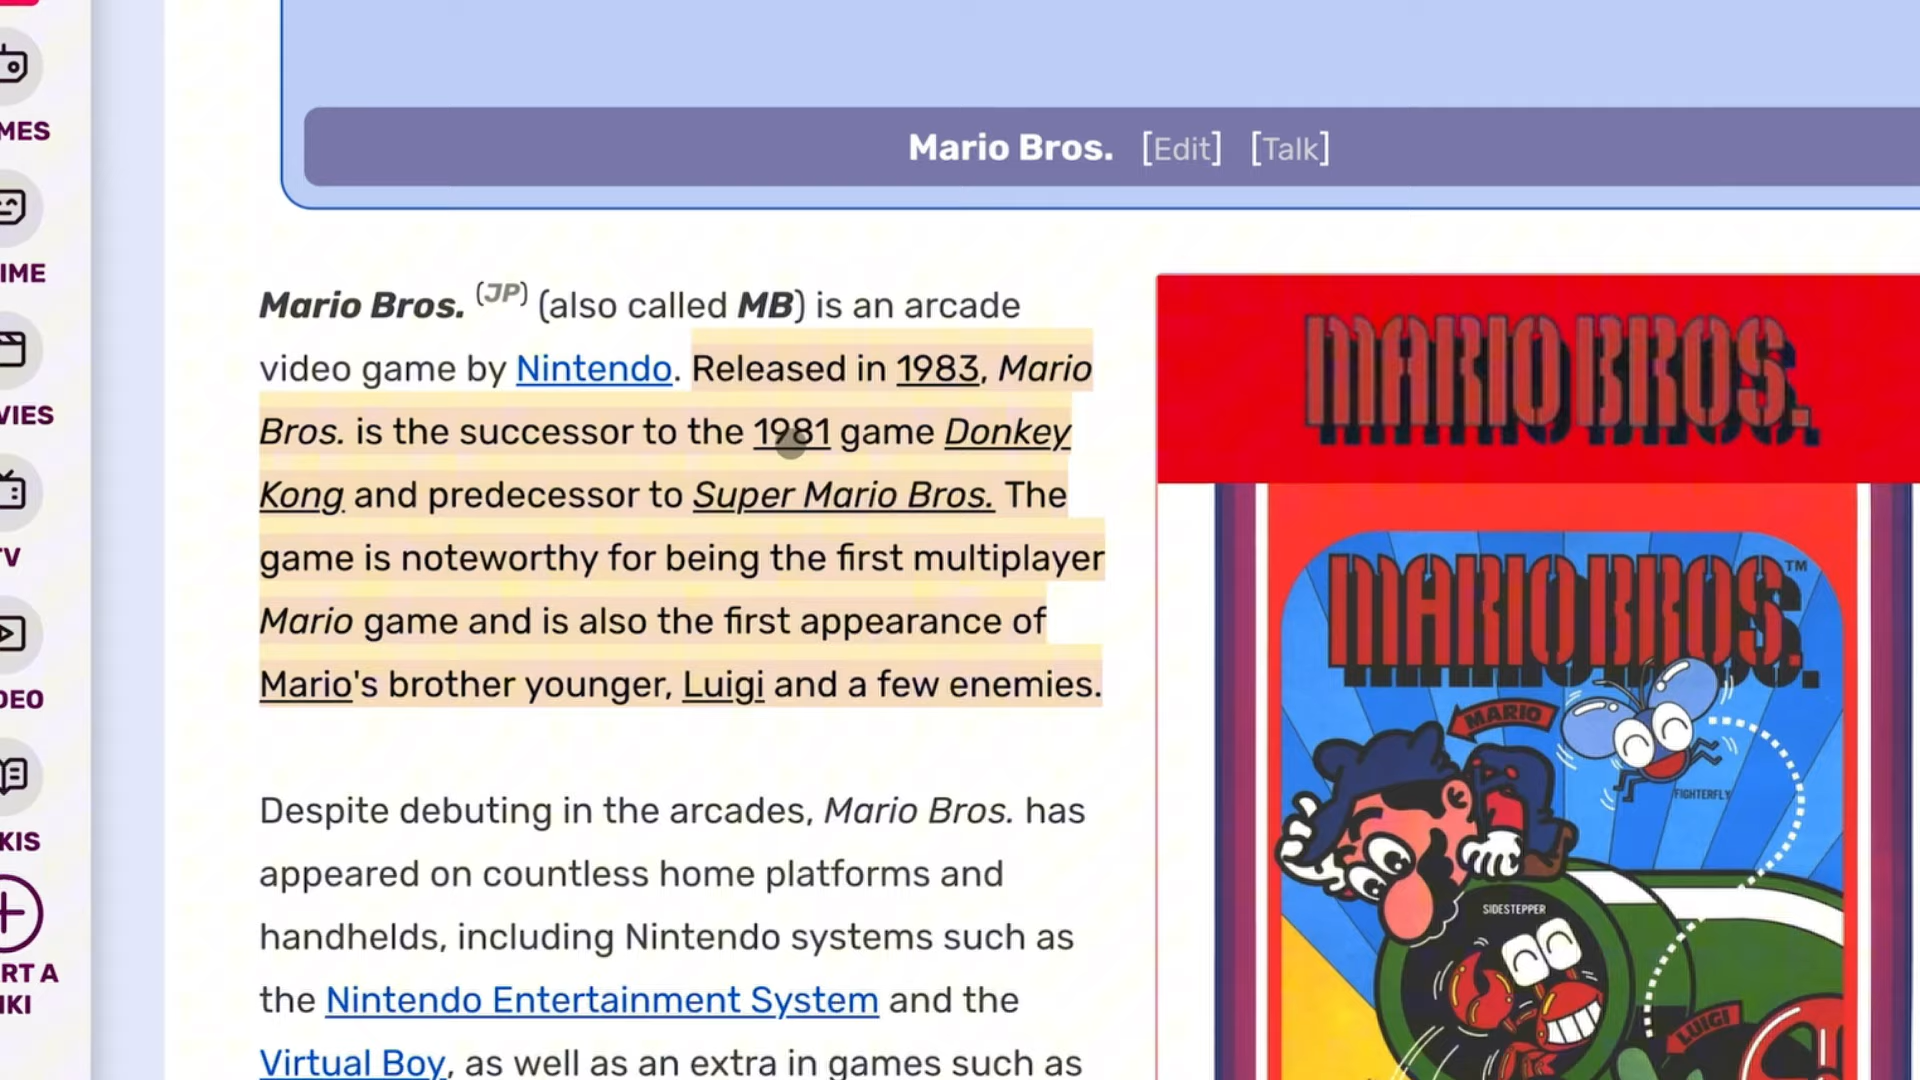 Mario Bros. [Edit] [Talk]
MES
IME
VIES
TV
DEO
KIS
RT A
IKI
Mario Bros. (JP) (also called MB) is an arcade
video game by Nintendo. Released in 1983, Mario
Bros. is the successor to the 1981 game Donkey
Kong and predecessor to Super Mario Bros. The
game is noteworthy for being the first multiplayer
Mario game and is also the first appearance of
Mario's brother younger, Luigi and a few enemies.
Despite debuting in the arcades, Mario Bros. has
appeared on countless home platforms and
handhelds, including Nintendo systems such as
the Nintendo Entertainment System and the
Virtual Boy, as well as an extra in games such as
MARIO BROS.
MARIO BROS.™
MARIO
FIGHTERFLY
SIDESTEPPER
LUIGI